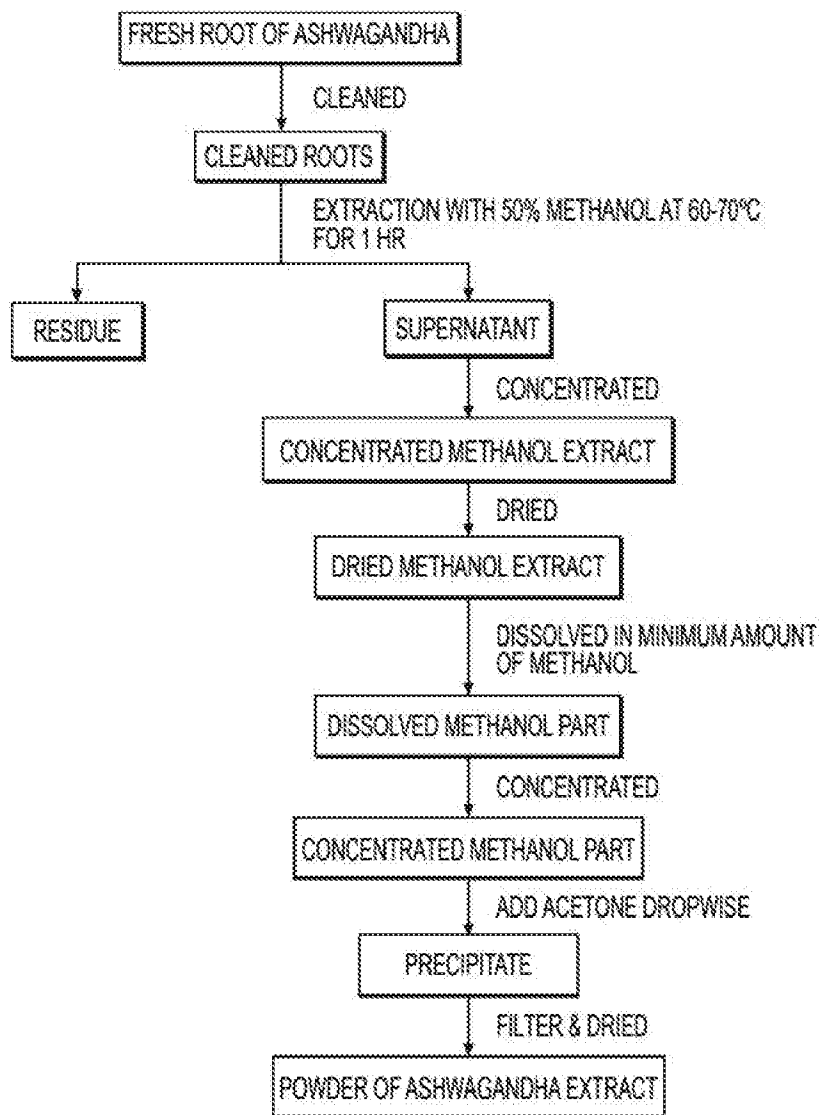 FRESH ROOT OF ASHWAGANDHA
CLEANED
CLEANED ROOTS
EXTRACTION WITH 50% METHANOL AT 60-70ºC
FOR 1 HR
RESIDUE
SUPERNATANT
CONCENTRATED
CONCENTRATED METHANOL EXTRACT
DRIED
DRIED METHANOL EXTRACT
DISSOLVED IN MINIMUM AMOUNT
OF METHANOL
DISSOLVED METHANOL PART
CONCENTRATED
CONCENTRATED METHANOL PART
ADD ACETONE DROPWISE
PRECIPITATE
FILTER & DRIED
POWDER OF ASHWAGANDHA EXTRACT